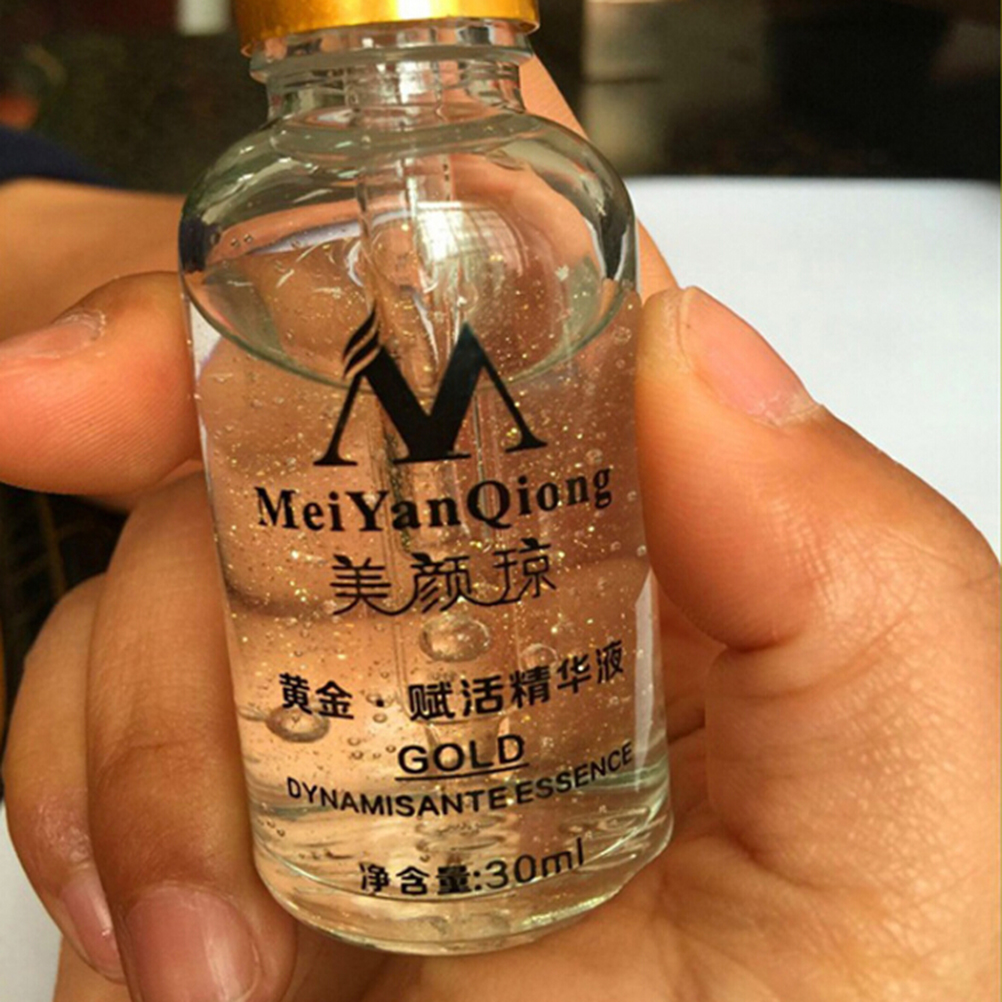 MeiYanQiong
美颜琼
黄金·赋活精华液
GOLD
DYNAMISANTE ESSENCE
净含量:30ml